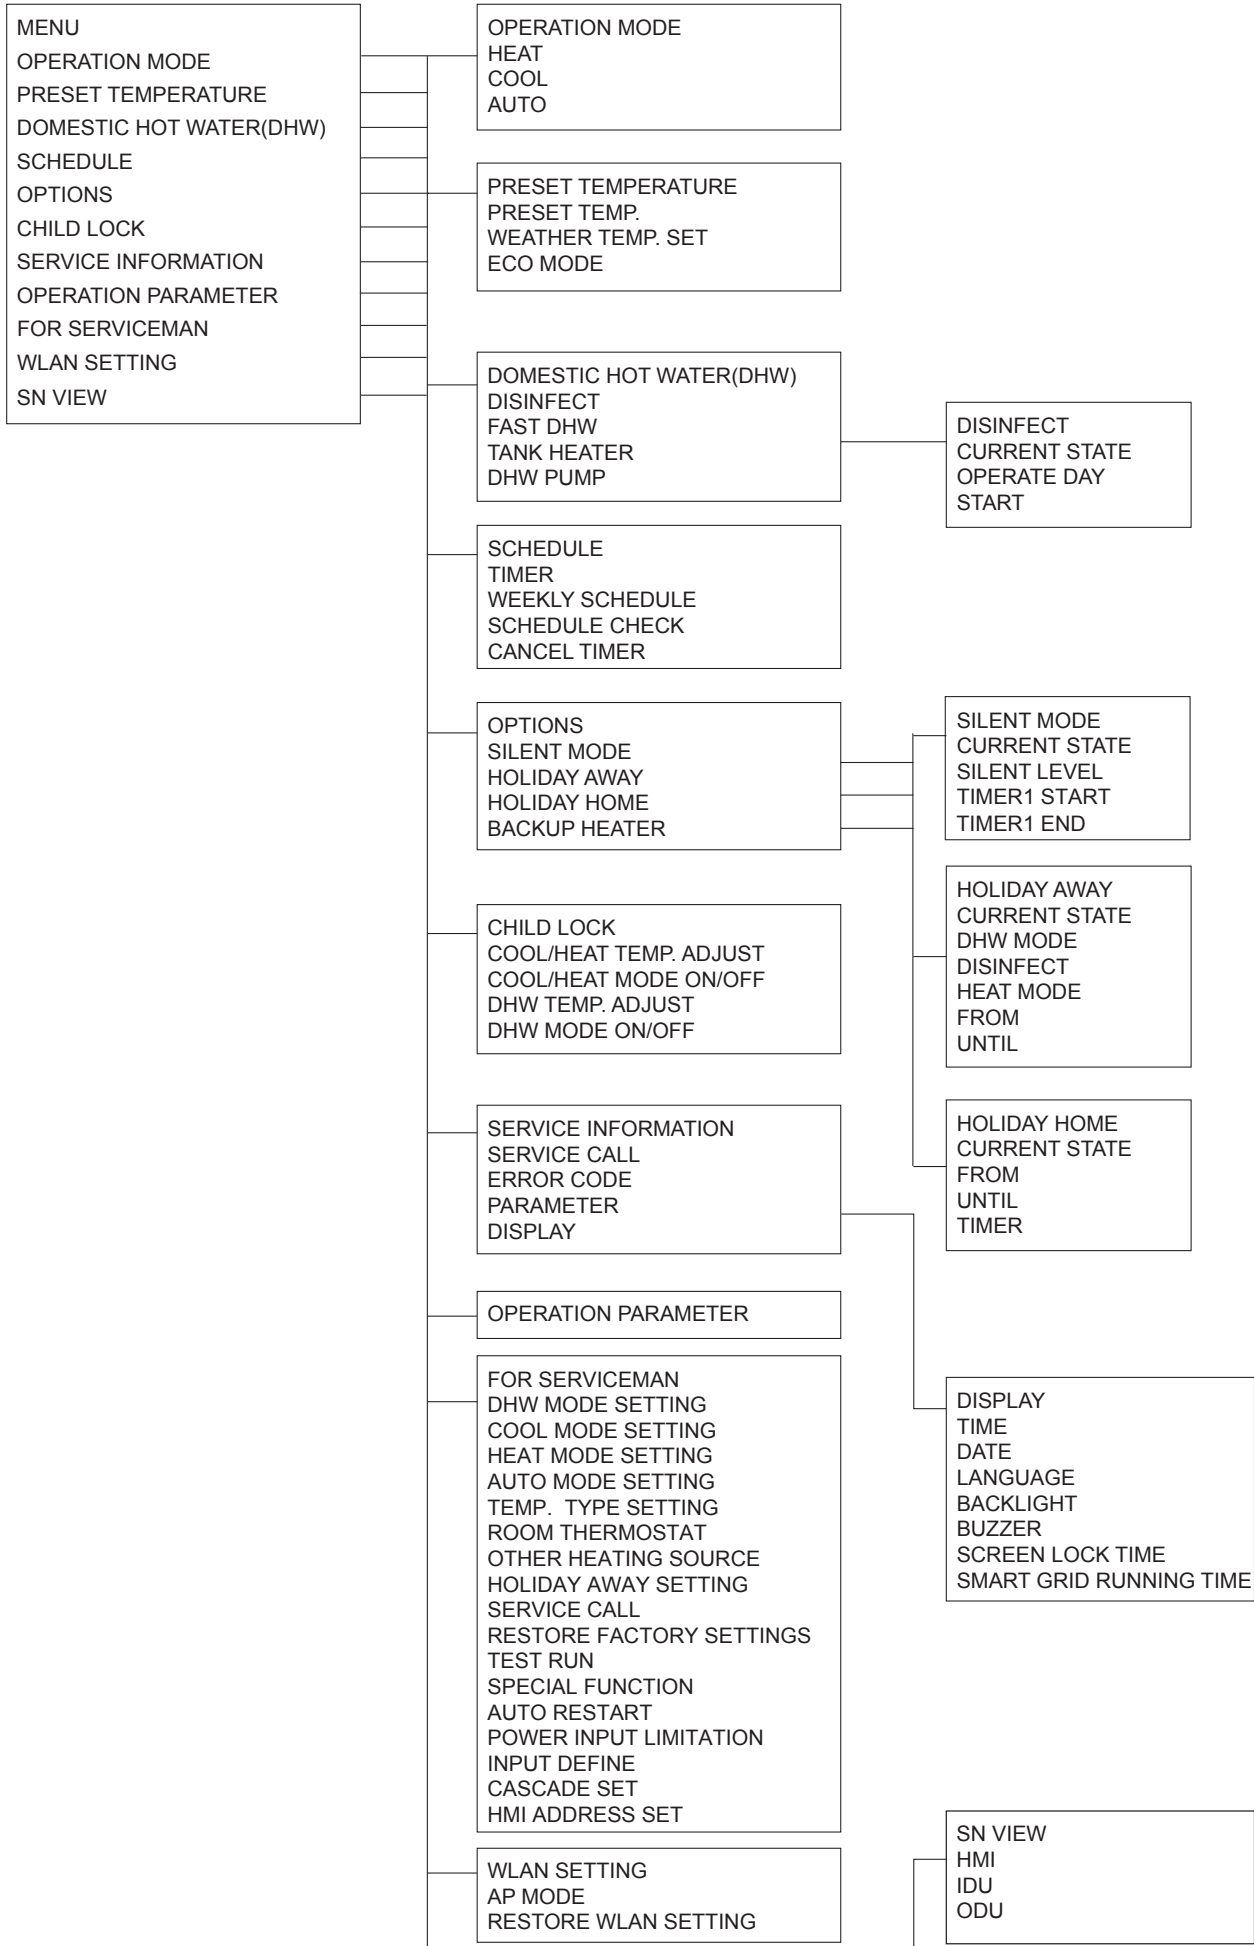 MENU
OPERATION MODE
PRESET TEMPERATURE
DOMESTIC HOT WATER(DHW)
SCHEDULE
OPTIONS
CHILD LOCK
SERVICE INFORMATION
OPERATION PARAMETER
FOR SERVICEMAN
WLAN SETTING
SN VIEW
OPERATION MODE
HEAT
COOL
AUTO
PRESET TEMPERATURE
PRESET TEMP.
WEATHER TEMP. SET
ECO MODE
DOMESTIC HOT WATER(DHW)
DISINFECT
FAST DHW
TANK HEATER
DHW PUMP
DISINFECT
CURRENT STATE
OPERATE DAY
START
SCHEDULE
TIMER
WEEKLY SCHEDULE
SCHEDULE CHECK
CANCEL TIMER
OPTIONS
SILENT MODE
HOLIDAY AWAY
HOLIDAY HOME
BACKUP HEATER
SILENT MODE
CURRENT STATE
SILENT LEVEL
TIMER1 START
TIMER1 END
HOLIDAY AWAY
CURRENT STATE
DHW MODE
DISINFECT
HEAT MODE
FROM
UNTIL
HOLIDAY HOME
CURRENT STATE
FROM
UNTIL
TIMER
CHILD LOCK
COOL/HEAT TEMP. ADJUST
COOL/HEAT MODE ON/OFF
DHW TEMP. ADJUST
DHW MODE ON/OFF
SERVICE INFORMATION
SERVICE CALL
ERROR CODE
PARAMETER
DISPLAY
DISPLAY
TIME
DATE
LANGUAGE
BACKLIGHT
BUZZER
SCREEN LOCK TIME
SMART GRID RUNNING TIME
OPERATION PARAMETER
FOR SERVICEMAN
DHW MODE SETTING
COOL MODE SETTING
HEAT MODE SETTING
AUTO MODE SETTING
TEMP. TYPE SETTING
ROOM THERMOSTAT
OTHER HEATING SOURCE
HOLIDAY AWAY SETTING
SERVICE CALL
RESTORE FACTORY SETTINGS
TEST RUN
SPECIAL FUNCTION
AUTO RESTART
POWER INPUT LIMITATION
INPUT DEFINE
CASCADE SET
HMI ADDRESS SET
WLAN SETTING
AP MODE
RESTORE WLAN SETTING
SN VIEW
HMI
IDU
ODU